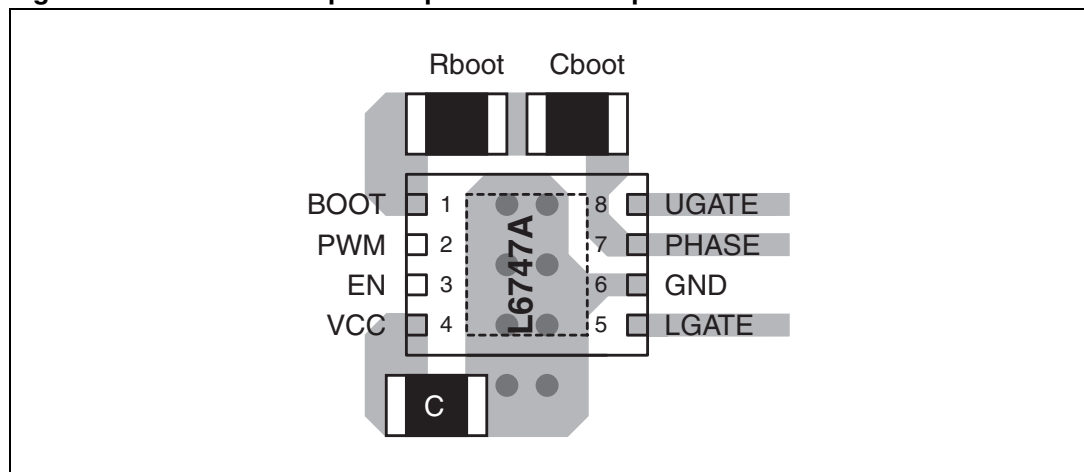 Rboot Cboot
BOOT 1 8 UGATE
PWM 2 7 PHASE
EN 3 6 GND
VCC 4 5 LGATE
L6747A
C